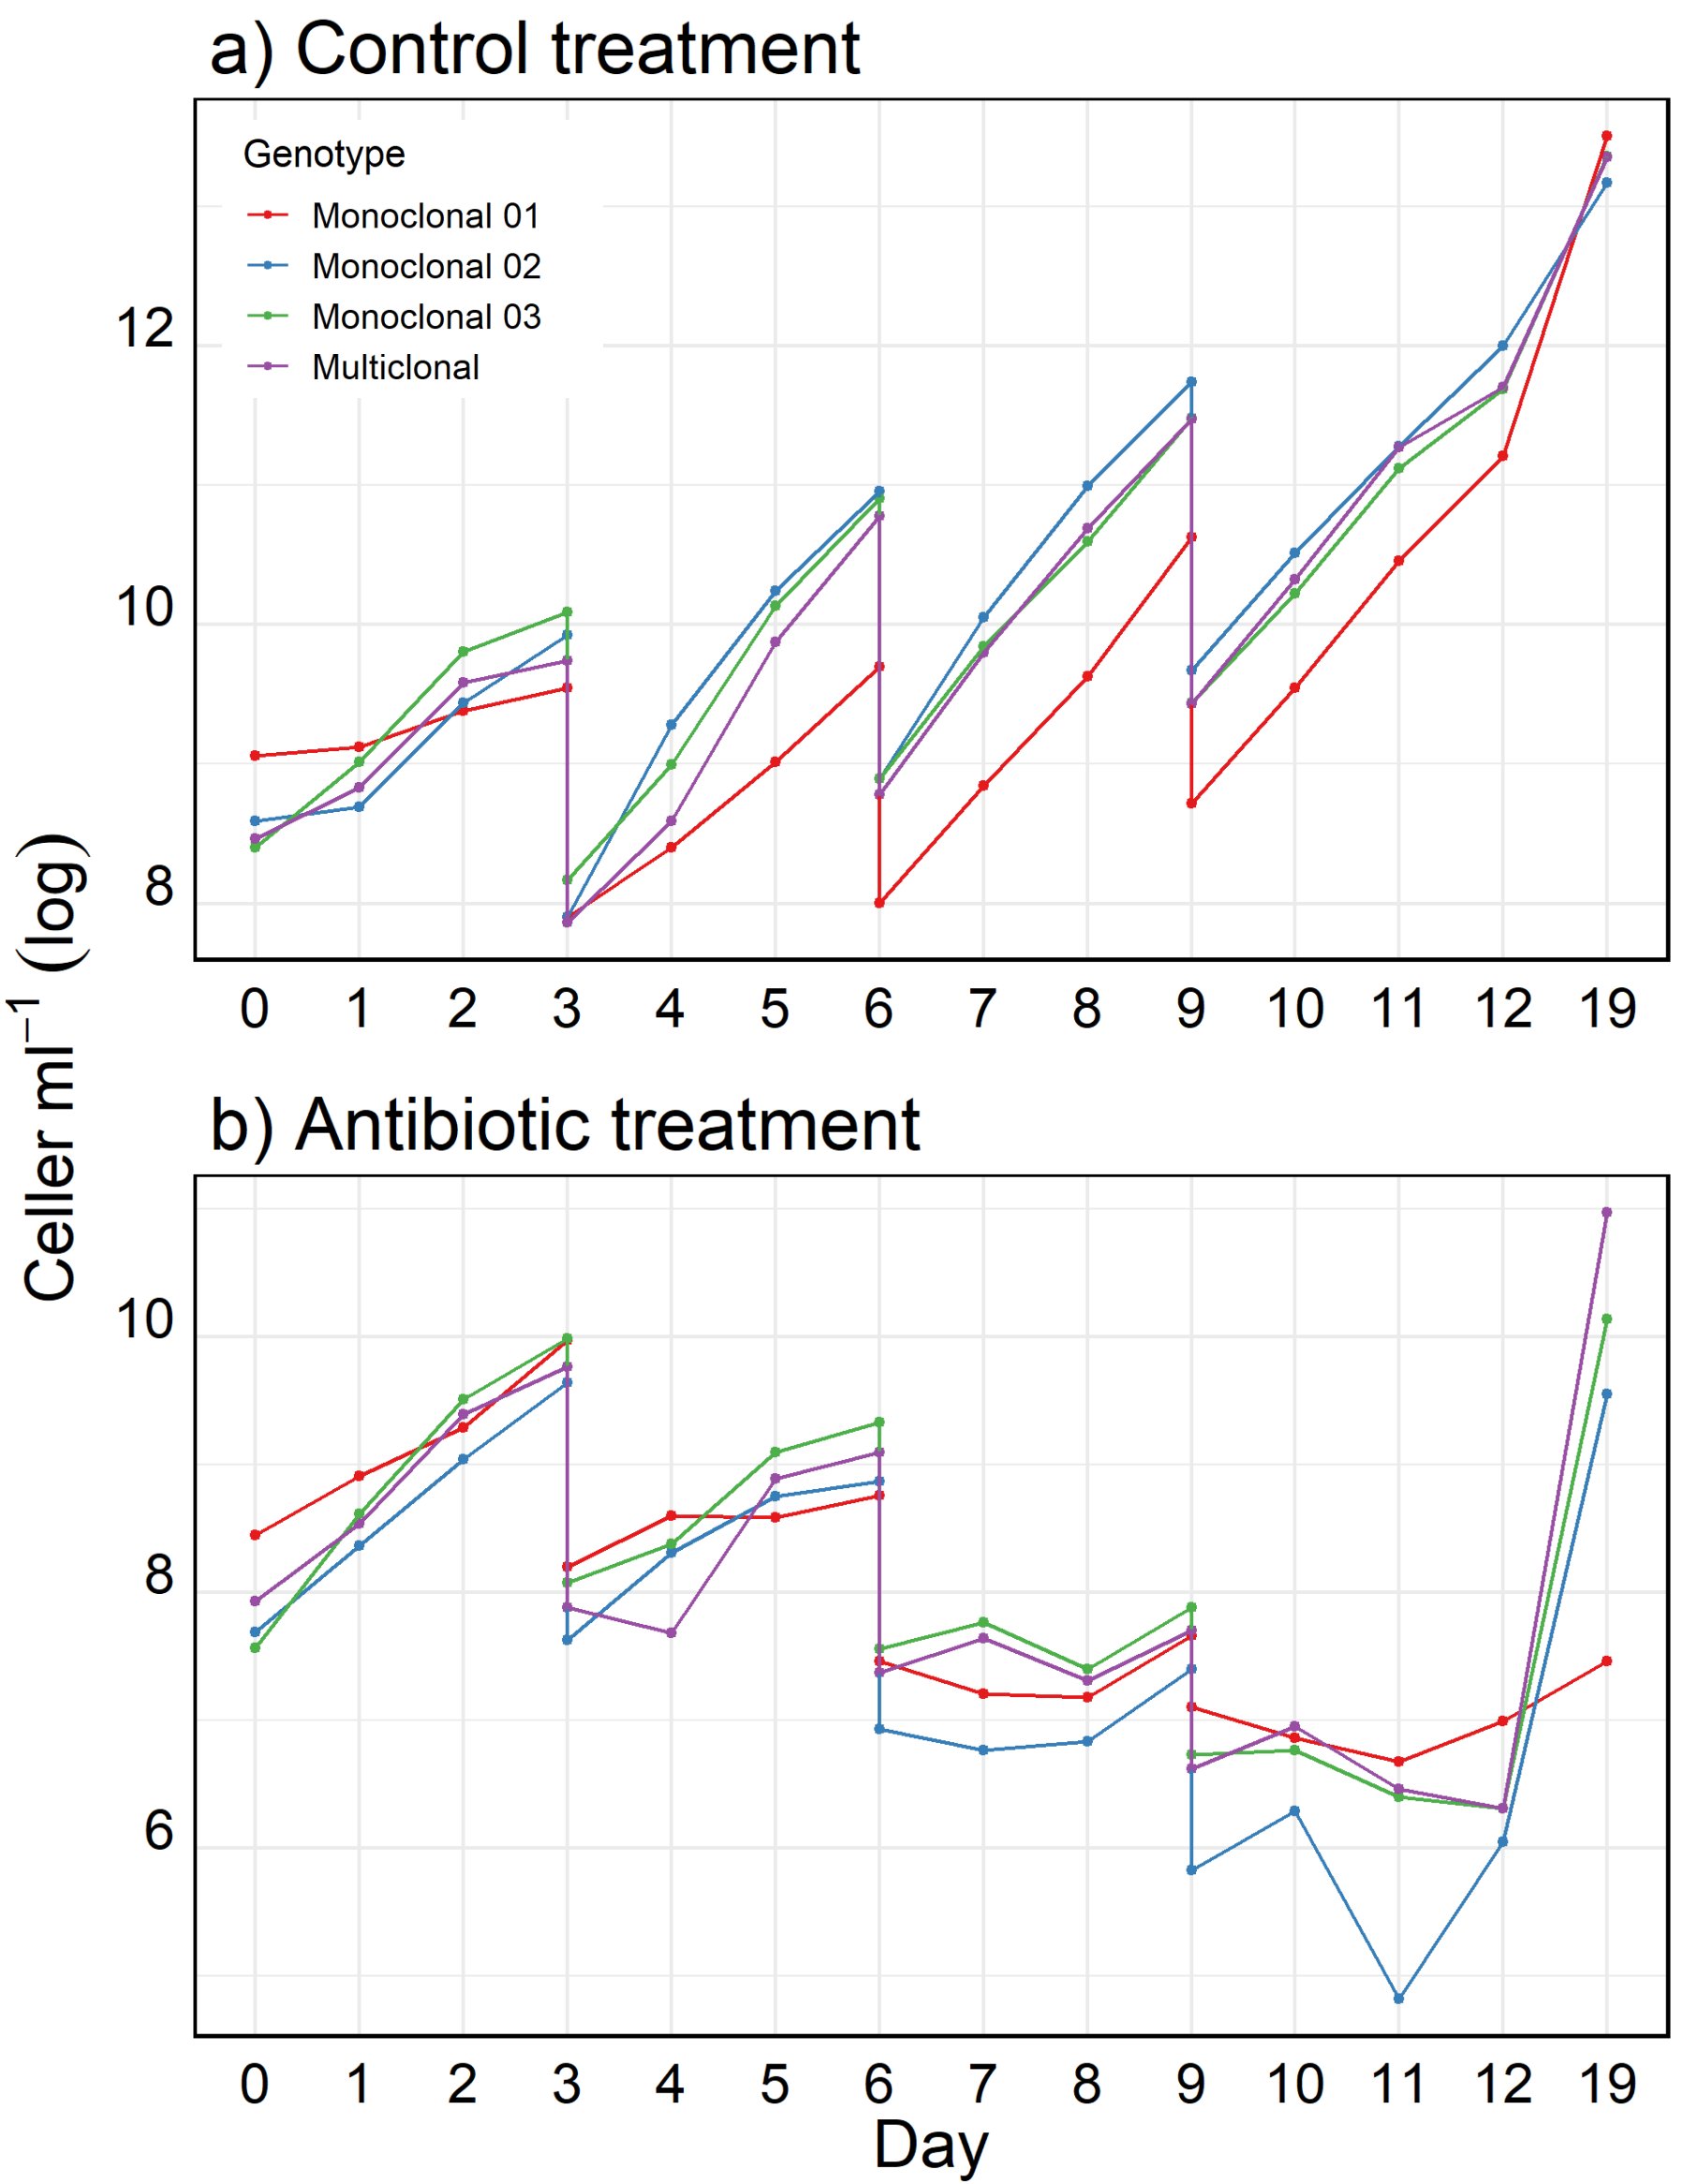 a) Control treatment
Genotype
Monoclonal 01
Monoclonal 02
Monoclonal 03
Multiclonal
12
10
8
0 1 2 3 4 5 6 7 8 9 10 11 12 19
Celler ml⁻¹ (log)
b) Antibiotic treatment
10
8
6
0 1 2 3 4 5 6 7 8 9 10 11 12 19
Day